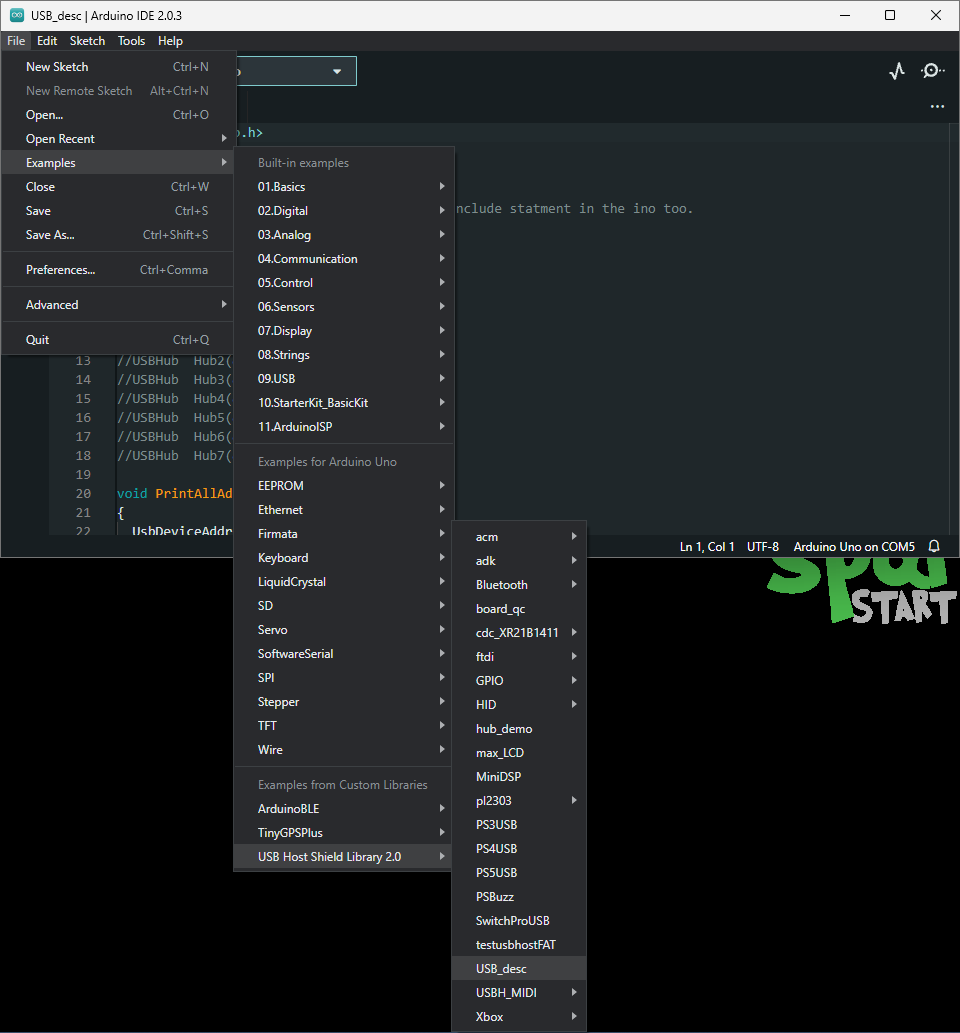 USB_desc | Arduino IDE 2.0.3
File Edit Sketch Tools Help
New Sketch Ctrl+N
New Remote Sketch Alt+Ctrl+N
Open... Ctrl+O
Open Recent
Examples
Close Ctrl+W
Save Ctrl+S
Save As... Ctrl+Shift+S
Preferences... Ctrl+Comma
Advanced
Quit Ctrl+Q
.h>
nclude statment in the ino too.
Built-in examples
01.Basics
02.Digital
03.Analog
04.Communication
05.Control
06.Sensors
07.Display
08.Strings
09.USB
10.StarterKit_BasicKit
11.ArduinoISP
Examples for Arduino Uno
EEPROM
Ethernet
Firmata
Keyboard
LiquidCrystal
SD
Servo
SoftwareSerial
SPI
Stepper
TFT
Wire
Examples from Custom Libraries
ArduinoBLE
TinyGPSPlus
USB Host Shield Library 2.0
13 //USBHub Hub2(
14 //USBHub Hub3(
15 //USBHub Hub4(
16 //USBHub Hub5(
17 //USBHub Hub6(
18 //USBHub Hub7(
19
20 void PrintAllAd
21 {
22 UsbDeviceAddr
acm
adk
Bluetooth
board_qc
cdc_XR21B1411
ftdi
GPIO
HID
hub_demo
max_LCD
MiniDSP
pl2303
PS3USB
PS4USB
PS5USB
PSBuzz
SwitchProUSB
testusbhostFAT
USB_desc
USBH_MIDI
Xbox
Ln 1, Col 1 UTF-8 Arduino Uno on COM5
START